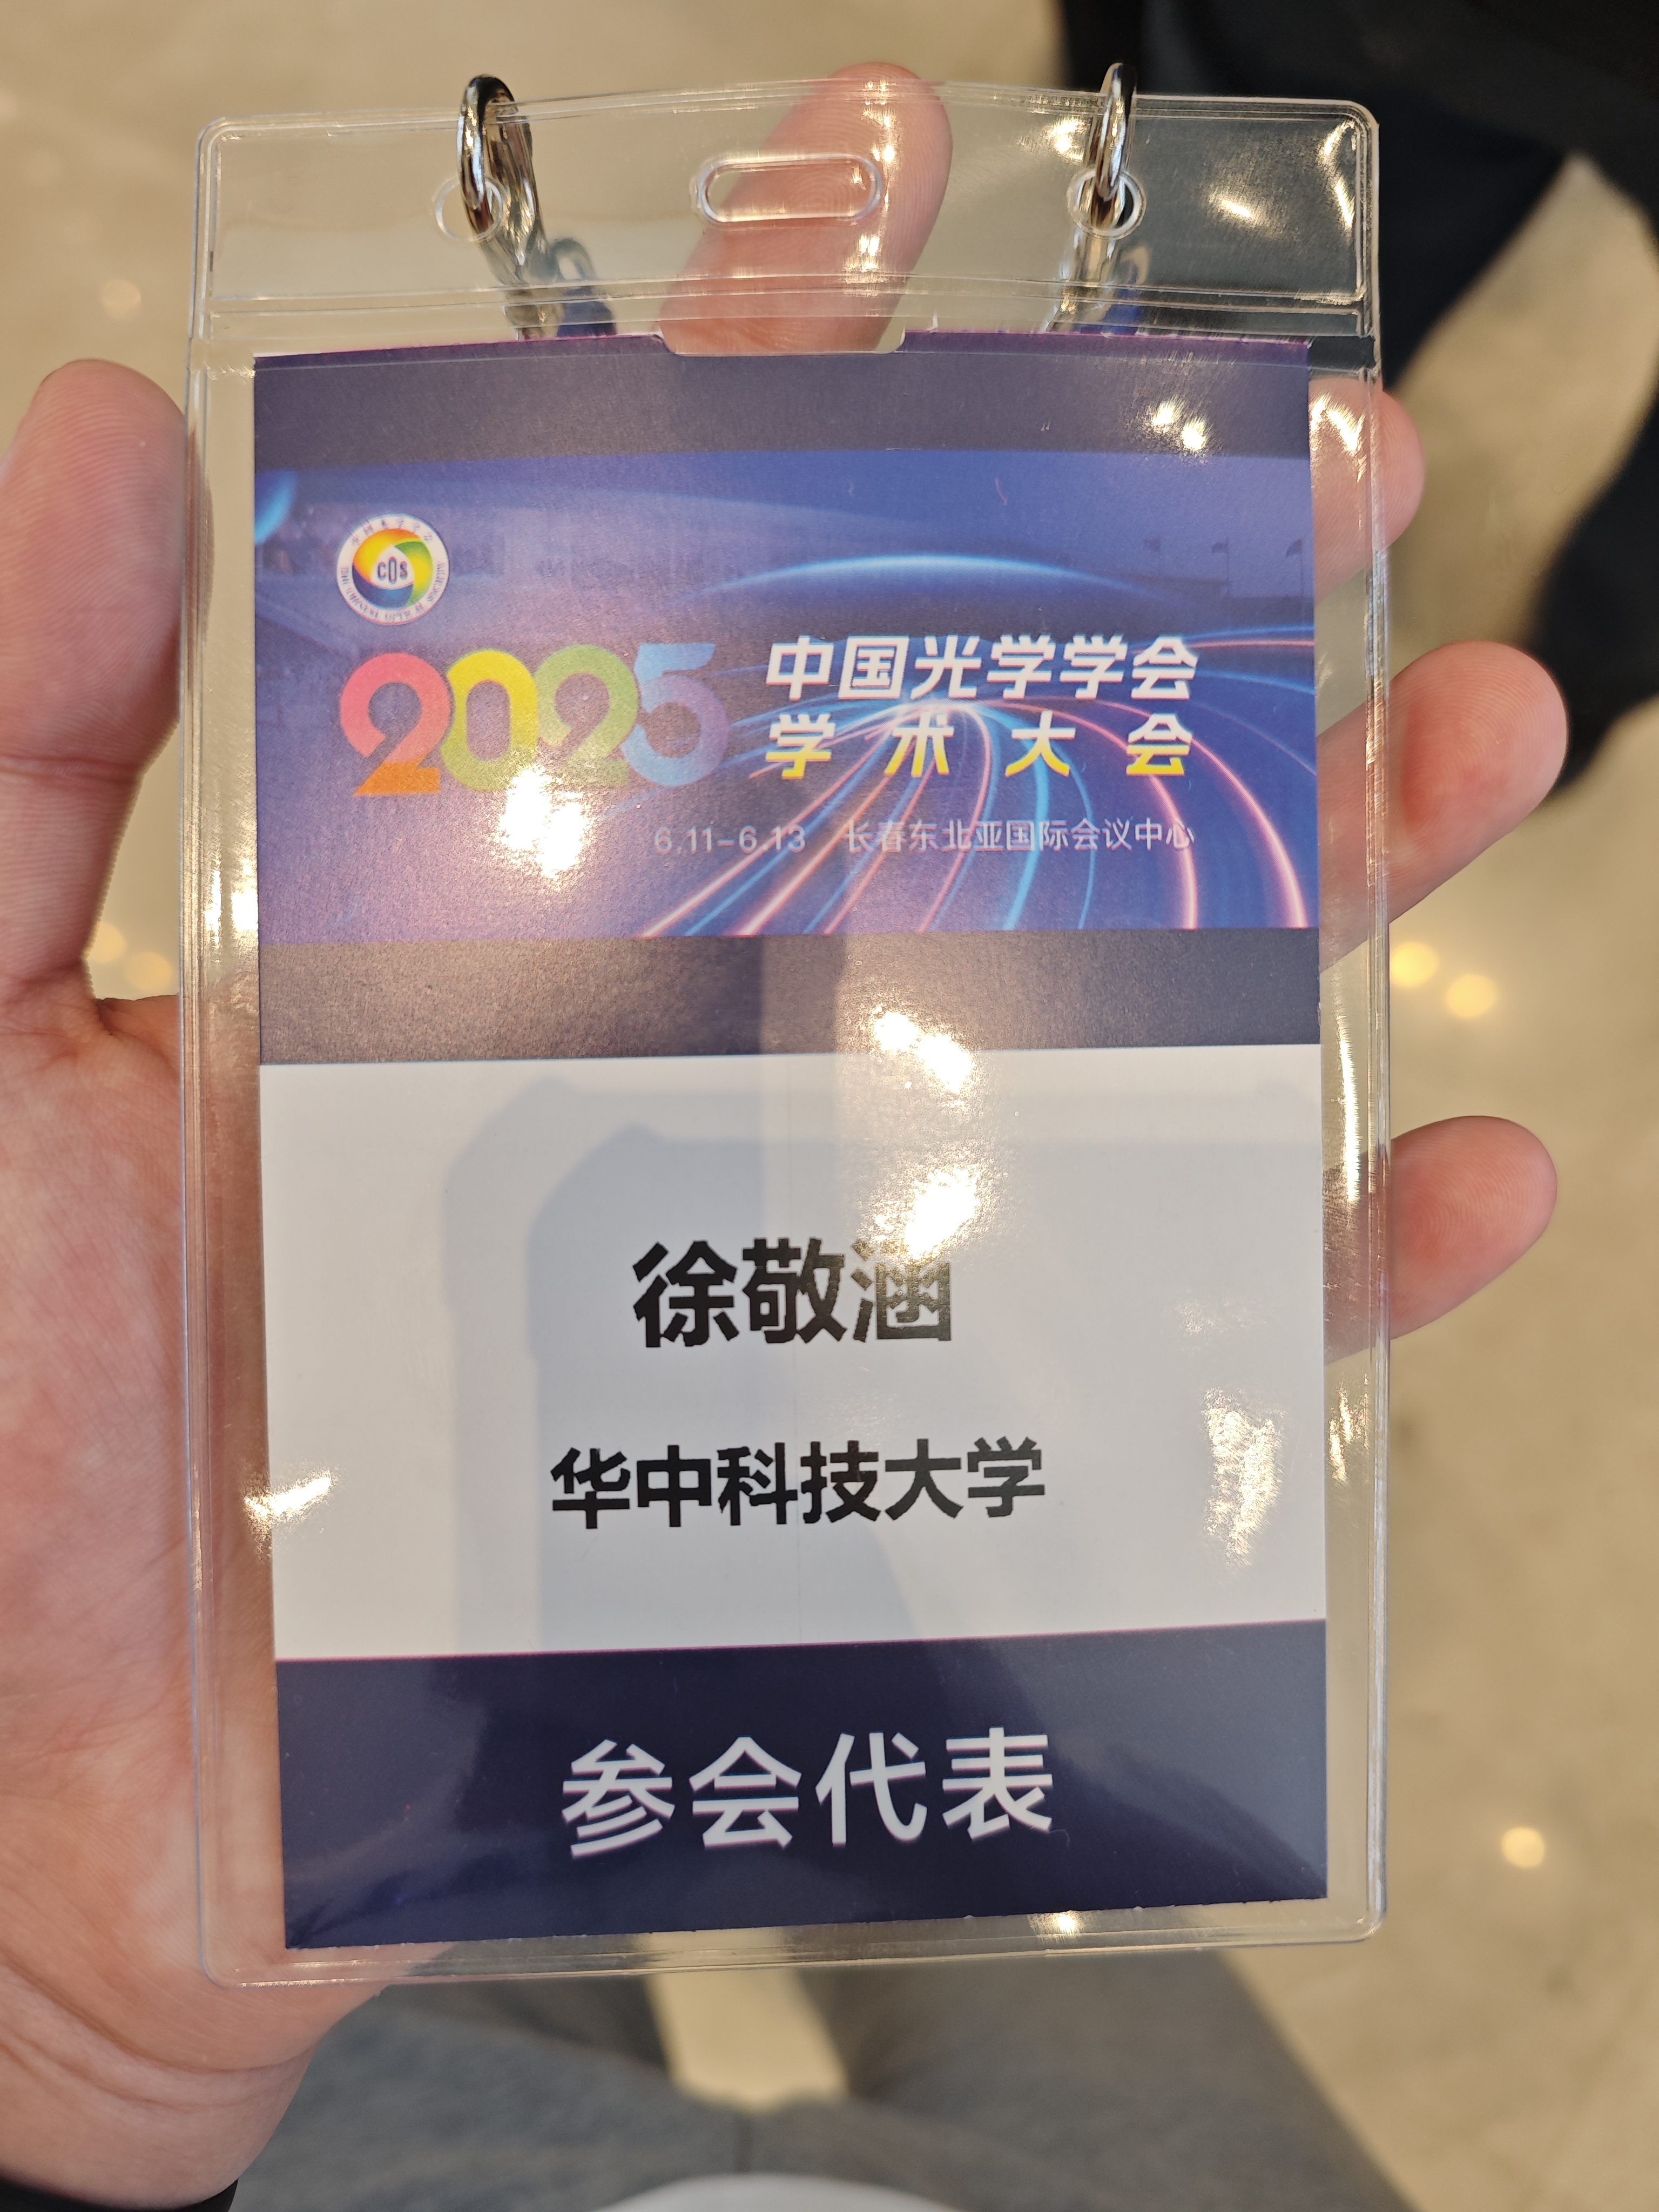 COS
2025 中国光学学会
学术大会
6.11-6.13 长春东北亚国际会议中心
徐敬涵
华中科技大学
参会代表